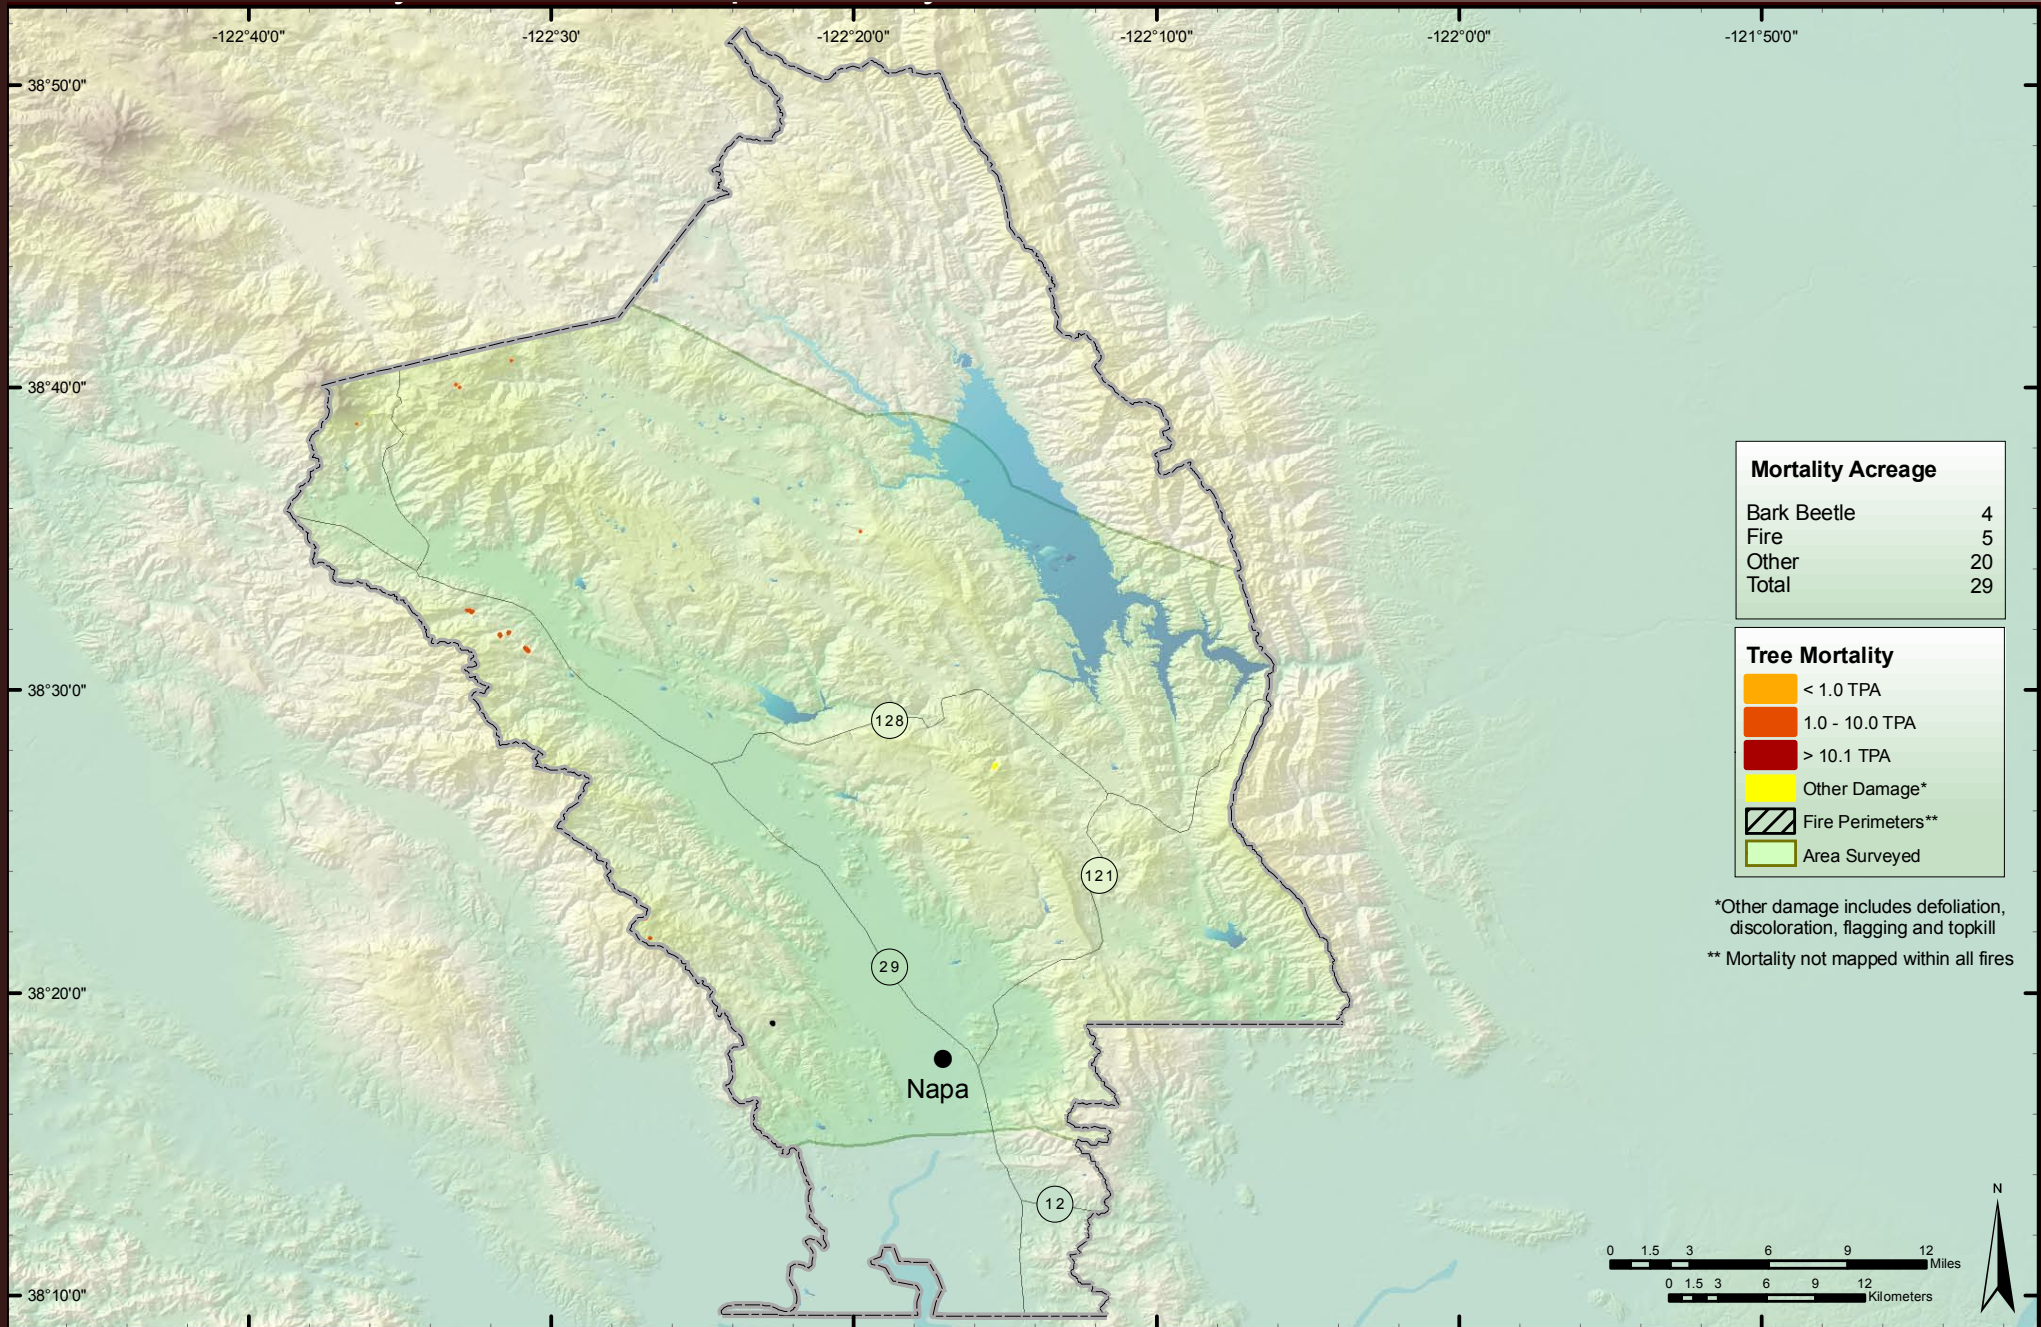 -122°40'0"
-122°30'
-122°20'0"
-122°10'0"
-122°0'0"
-121°50'0"
38°50'0"
38°40'0"
38°30'0"
38°20'0"
38°10'0"
128
121
29
12
Napa
Mortality Acreage
Bark Beetle 4
Fire 5
Other 20
Total 29
Tree Mortality
< 1.0 TPA
1.0 - 10.0 TPA
> 10.1 TPA
Other Damage*
Fire Perimeters**
Area Surveyed
*Other damage includes defoliation,
discoloration, flagging and topkill
** Mortality not mapped within all fires
N
0 1.5 3 6 9 12
Miles
0 1.5 3 6 9 12
Kilometers